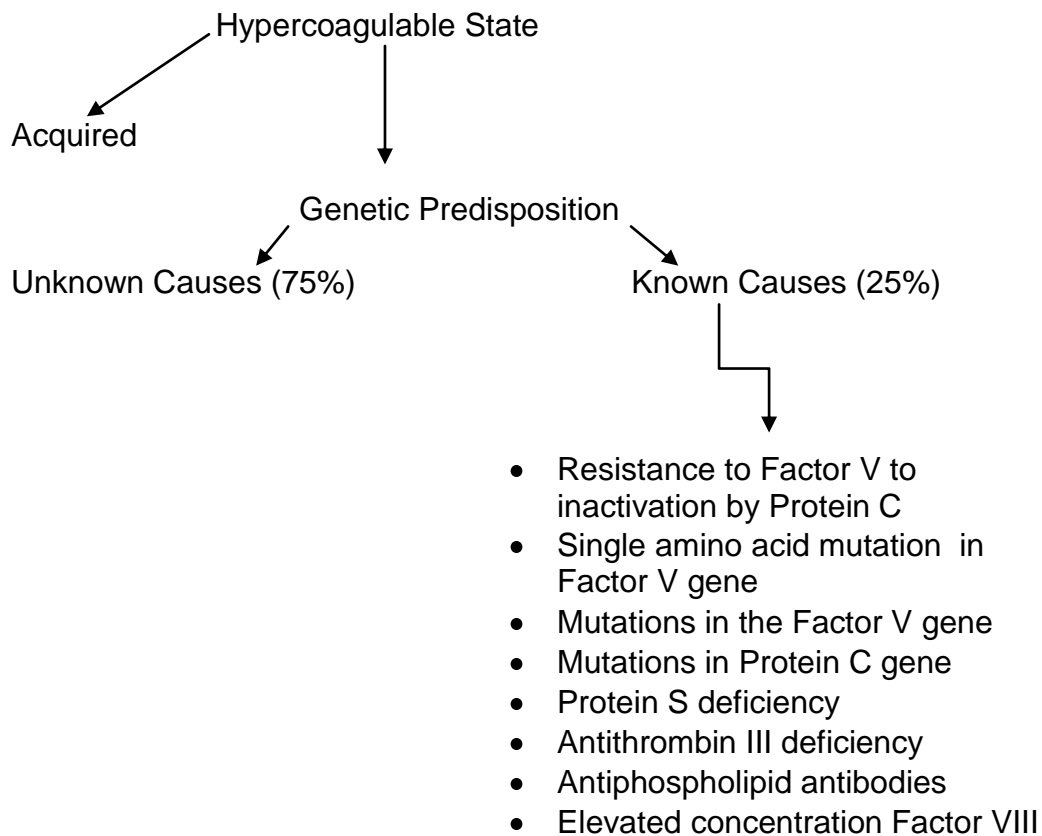 Hypercoagulable State
Acquired
Genetic Predisposition
Unknown Causes (75%)
Known Causes (25%)
• Resistance to Factor V to
inactivation by Protein C
• Single amino acid mutation in
Factor V gene
• Mutations in the Factor V gene
• Mutations in Protein C gene
• Protein S deficiency
• Antithrombin III deficiency
• Antiphospholipid antibodies
• Elevated concentration Factor VIII